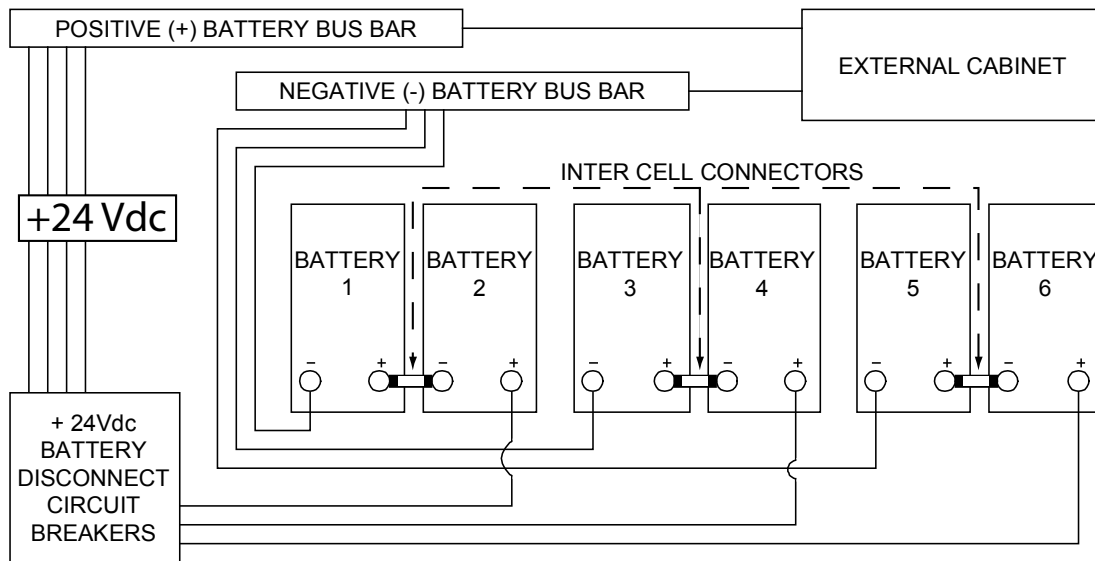 POSITIVE (+) BATTERY BUS BAR
EXTERNAL CABINET
NEGATIVE (-) BATTERY BUS BAR
INTER CELL CONNECTORS
+24 Vdc
BATTERY
1
BATTERY
2
BATTERY
3
BATTERY
4
BATTERY
5
BATTERY
6
− + − +
− + − +
− + − +
+ 24Vdc
BATTERY
DISCONNECT
CIRCUIT
BREAKERS